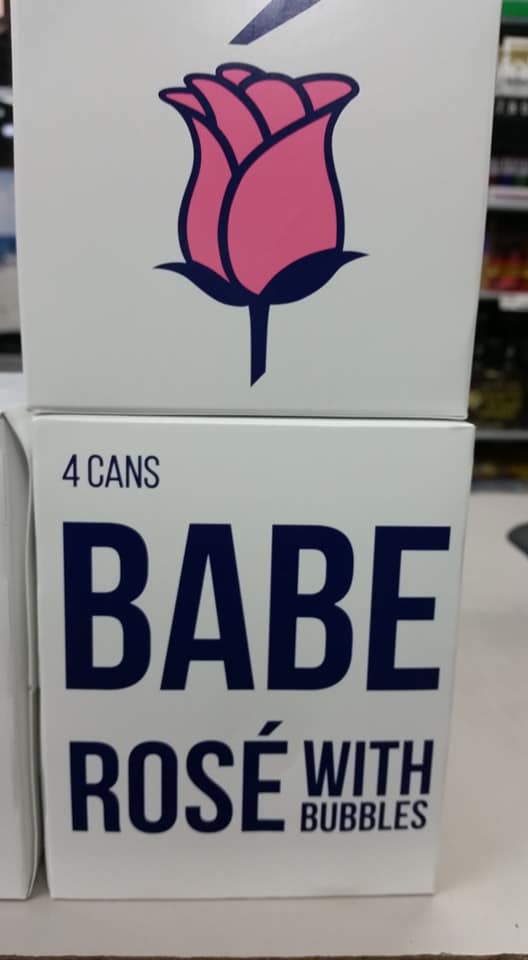 4 CANS
BABE
ROSÉ WITH
BUBBLES